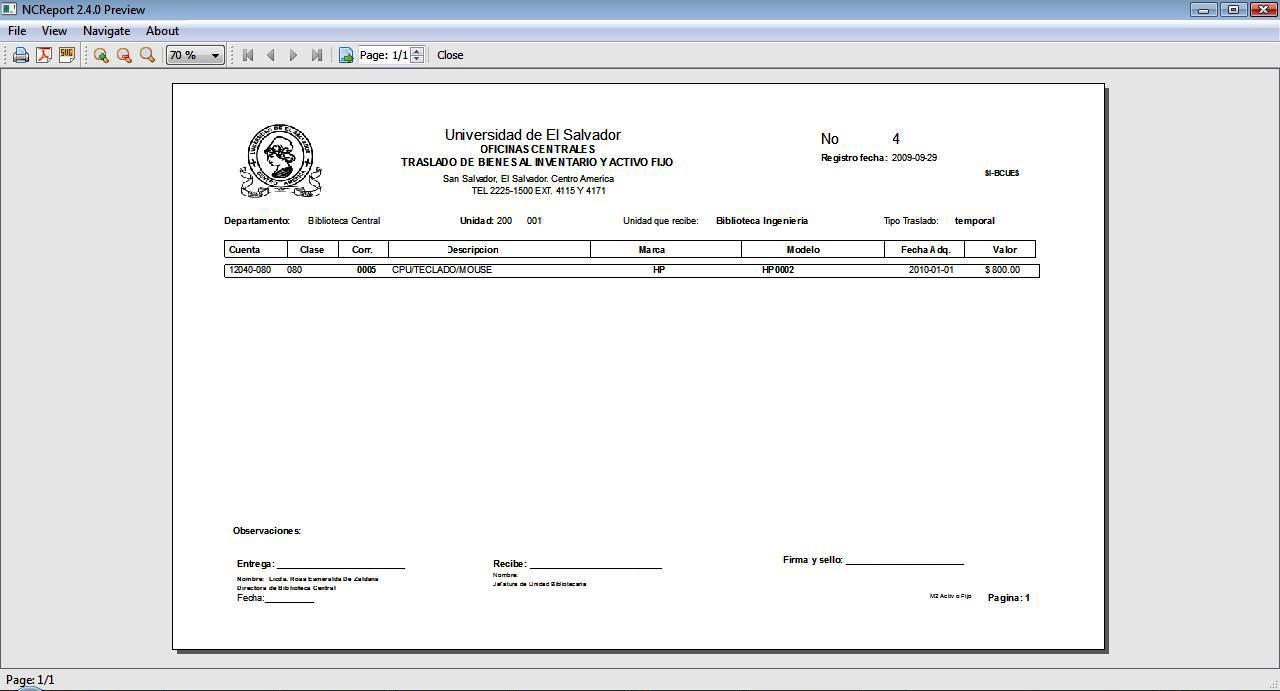 NCReport 2.4.0 Preview
File View Navigate About
SVG 70 % Page: 1/1 Close
Universidad de El Salvador
OFICINAS CENTRALES
TRASLADO DE BIENES AL INVENTARIO Y ACTIVO FIJO
San Salvador, El Salvador. Centro America
TEL 2225-1500 EXT. 4115 Y 4171
No 4
Registro fecha: 2009-09-29
SI-BCUES
Departamento: Biblioteca Central Unidad: 200 001 Unidad que recibe: Biblioteca Ingenieria Tipo Traslado: temporal
Cuenta Clase Corr. Descripcion Marca Modelo Fecha Adq. Valor
12040-080 080 0005 CPU/TECLADO/MOUSE HP HP0002 2010-01-01 $ 800.00
Observaciones:
Entrega: Recibe: Firma y sello:
Nombre: Licda. Rosa Esmeralda De Zaldana
Directora de Biblioteca Central
Fecha:
Nombre:
Jefatura de Unidad Bibliotecaria
M2 Activo Fijo Pagina: 1
Page: 1/1